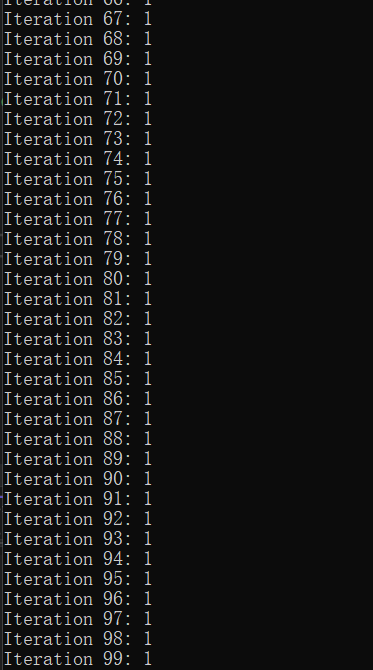 Iteration 66: 1
Iteration 67: 1
Iteration 68: 1
Iteration 69: 1
Iteration 70: 1
Iteration 71: 1
Iteration 72: 1
Iteration 73: 1
Iteration 74: 1
Iteration 75: 1
Iteration 76: 1
Iteration 77: 1
Iteration 78: 1
Iteration 79: 1
Iteration 80: 1
Iteration 81: 1
Iteration 82: 1
Iteration 83: 1
Iteration 84: 1
Iteration 85: 1
Iteration 86: 1
Iteration 87: 1
Iteration 88: 1
Iteration 89: 1
Iteration 90: 1
Iteration 91: 1
Iteration 92: 1
Iteration 93: 1
Iteration 94: 1
Iteration 95: 1
Iteration 96: 1
Iteration 97: 1
Iteration 98: 1
Iteration 99: 1